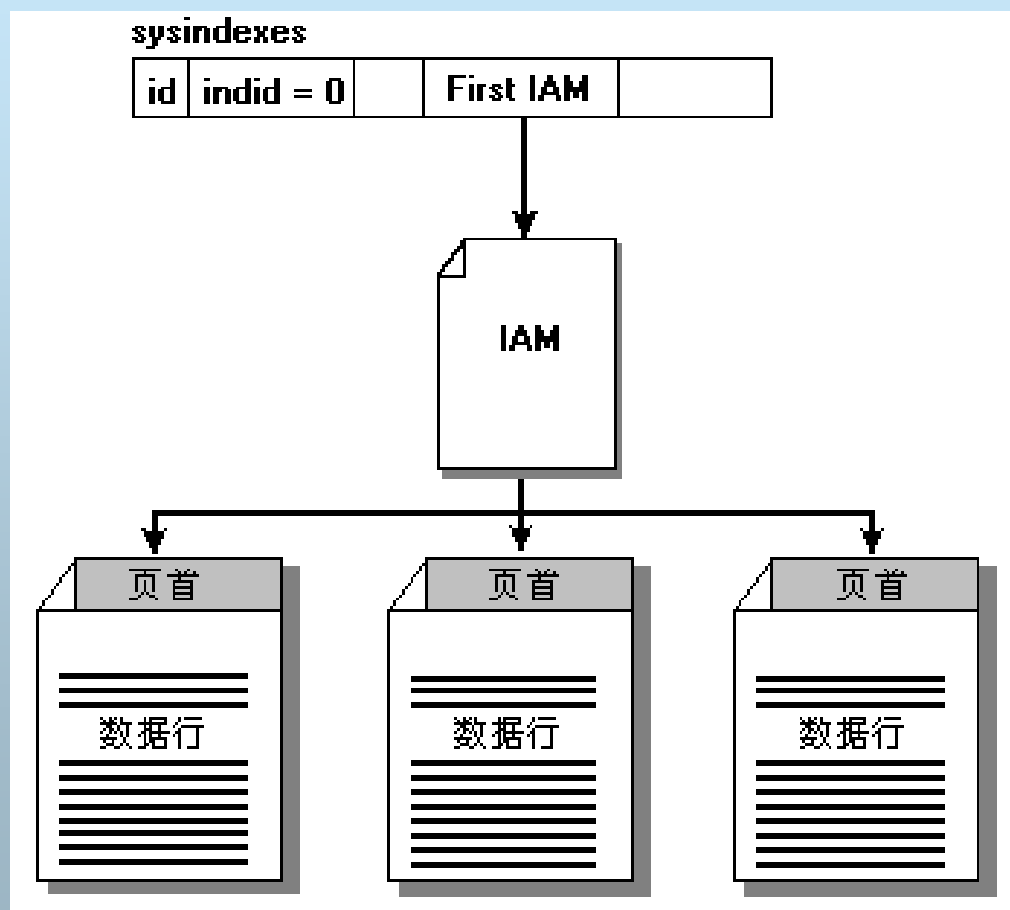 sysindexes
id indid = 0 First IAM
IAM
页首 页首 页首
数据行 数据行 数据行